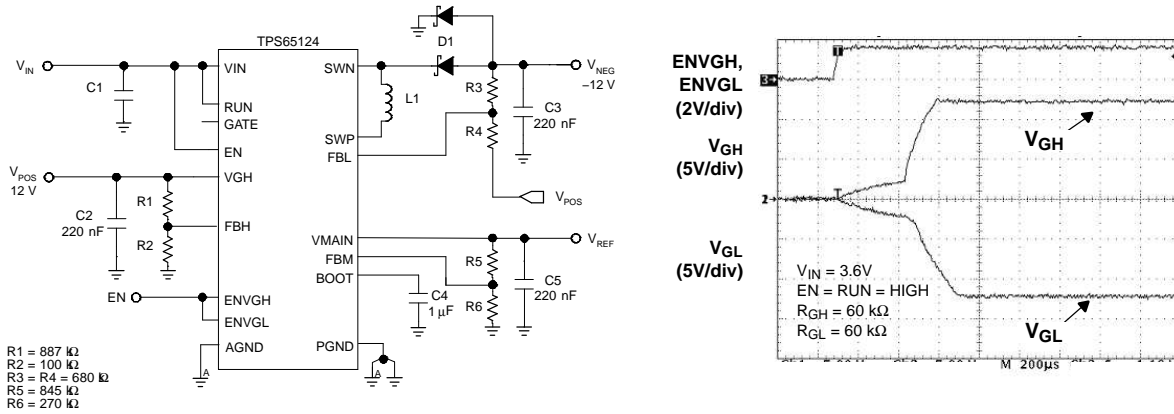 TPS65124
V_IN
C1
VIN
RUN
GATE
EN
V_POS
12 V
C2
220 nF
R1
R2
VGH
FBH
EN
ENVGH
ENVGL
AGND
A
SWN
SWP
FBL
VMAIN
FBM
BOOT
PGND
A
L1
D1
R3
R4
C3
220 nF
V_NEG
–12 V
V_POS
V_REF
R5
R6
C4
1 µF
C5
220 nF
R1 = 887 kΩ
R2 = 100 kΩ
R3 = R4 = 680 kΩ
R5 = 845 kΩ
R6 = 270 kΩ
ENVGH,
ENVGL
(2V/div)
V_GH
(5V/div)
V_GL
(5V/div)
3
T
T
2
V_GH
V_IN = 3.6V
EN = RUN = HIGH
R_GH = 60 kΩ
R_GL = 60 kΩ
V_GL
M 200µs